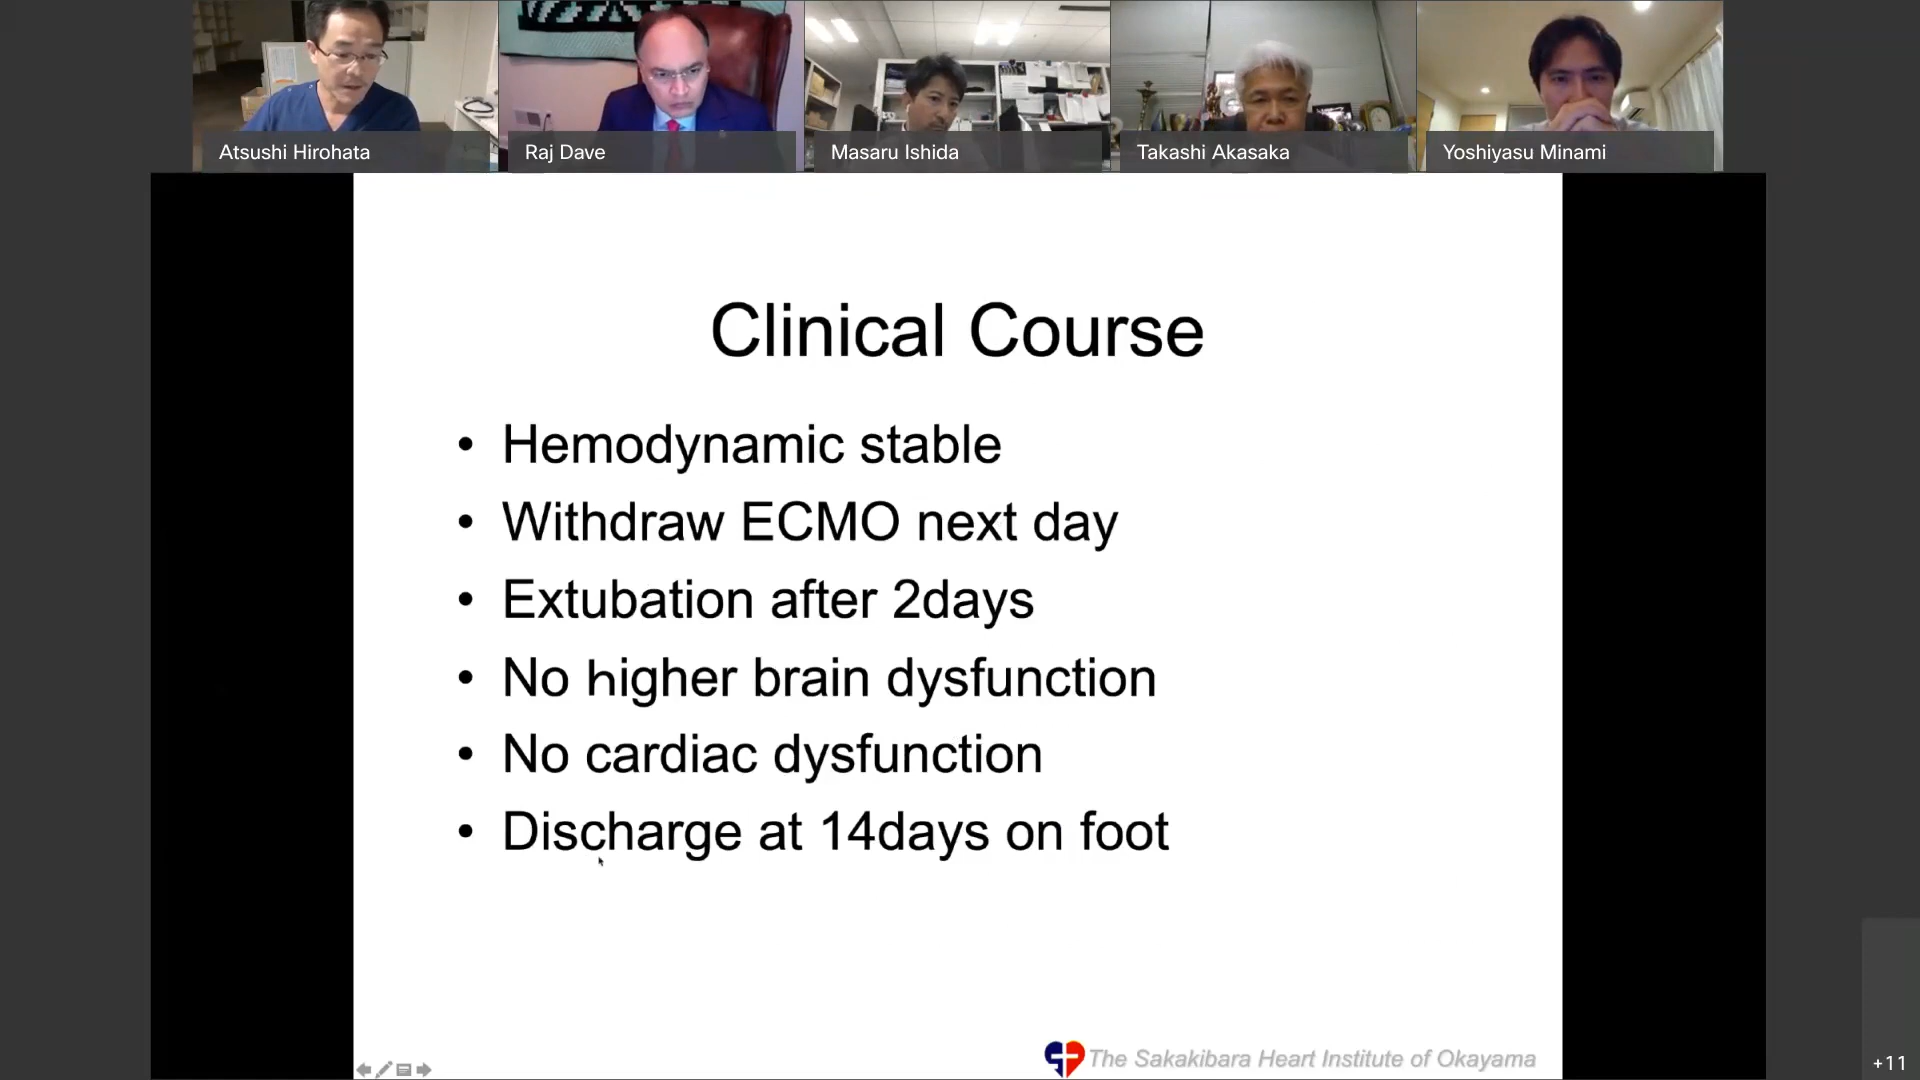 Atsushi Hirohata
Raj Dave
Masaru Ishida
Takashi Akasaka
Yoshiyasu Minami
Clinical Course
• Hemodynamic stable
• Withdraw ECMO next day
• Extubation after 2days
• No higher brain dysfunction
• No cardiac dysfunction
• Discharge at 14days on foot
The Sakakibara Heart Institute of Okayama
+11